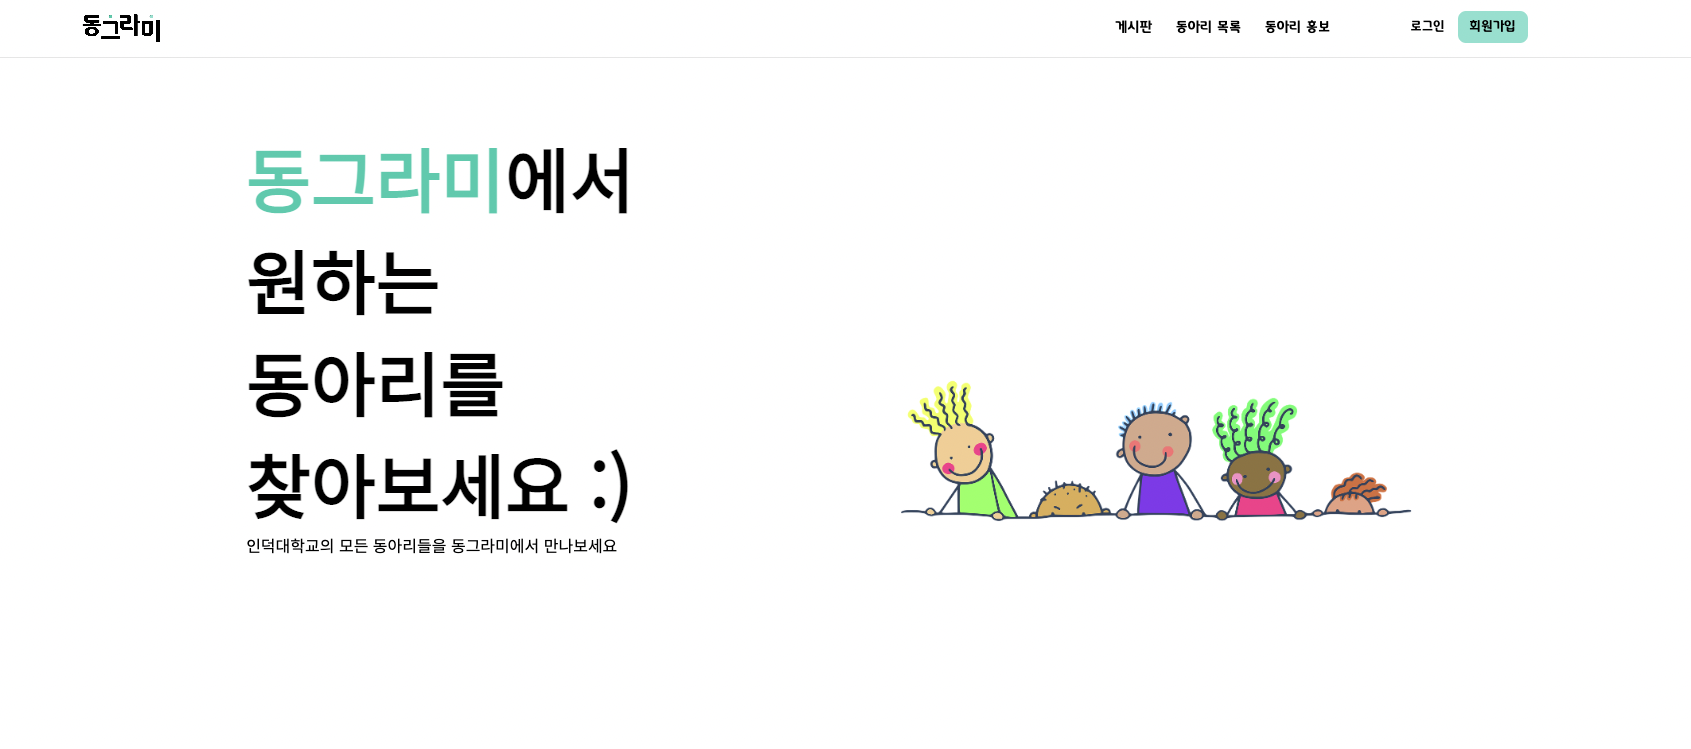 동그라미
게시판
동아리 목록
동아리 홍보
로그인
회원가입
동그라미에서
원하는
동아리를
찾아보세요 :)
인덕대학교의 모든 동아리들을 동그라미에서 만나보세요